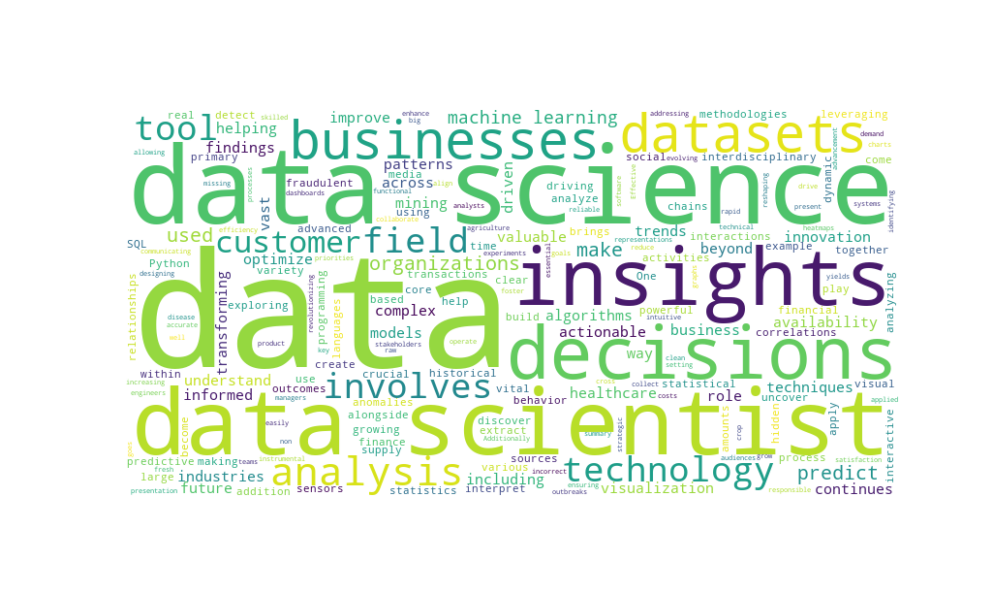 real detect skilled improve enhance big machine learning addressing methodologies leveraging
tool helping businesses datasets demand charts advancement
allowing primary findings patterns social evolving interdisciplinary come
data science
missing processes fraudulent dashboards media across functional align mining using driven driving analyze reliable software Effective chains drive rapid reshaping present dynamic systems identifying
vast advanced collaborate analysts valuable brings trends representations technical heatmaps
used efficiency agriculture interactions innovation
SQL communicating customer field time experiments goals make reduce beyond example together
optimize organizations essential activities One
Python variety priorities transactions clear insights graphs financial yields play analyzing
relationships designing transforming exploring revolutionizing programming based core help build algorithms powerful intuitive availability
disease accurate languages complex foster actionable business correlations
well product key models stakeholders raw operate decisions way clean setting
within create crucial historical cross collect costs
increasing understand use outcomes vital behavior healthcare statistical role techniques visual
engineers informed managers involves uncover applied
become easily anomalies alongside discover strategic amounts crop hidden apply
data scientist
goes growing finance extract Additionally summary audiences grow
predictive making non teams supply sources process interactive
large fresh industries instrumental analysis various including incorrect technology predict
presentation future addition sensors statistics interpret outbreaks ensuring visualization responsible continues